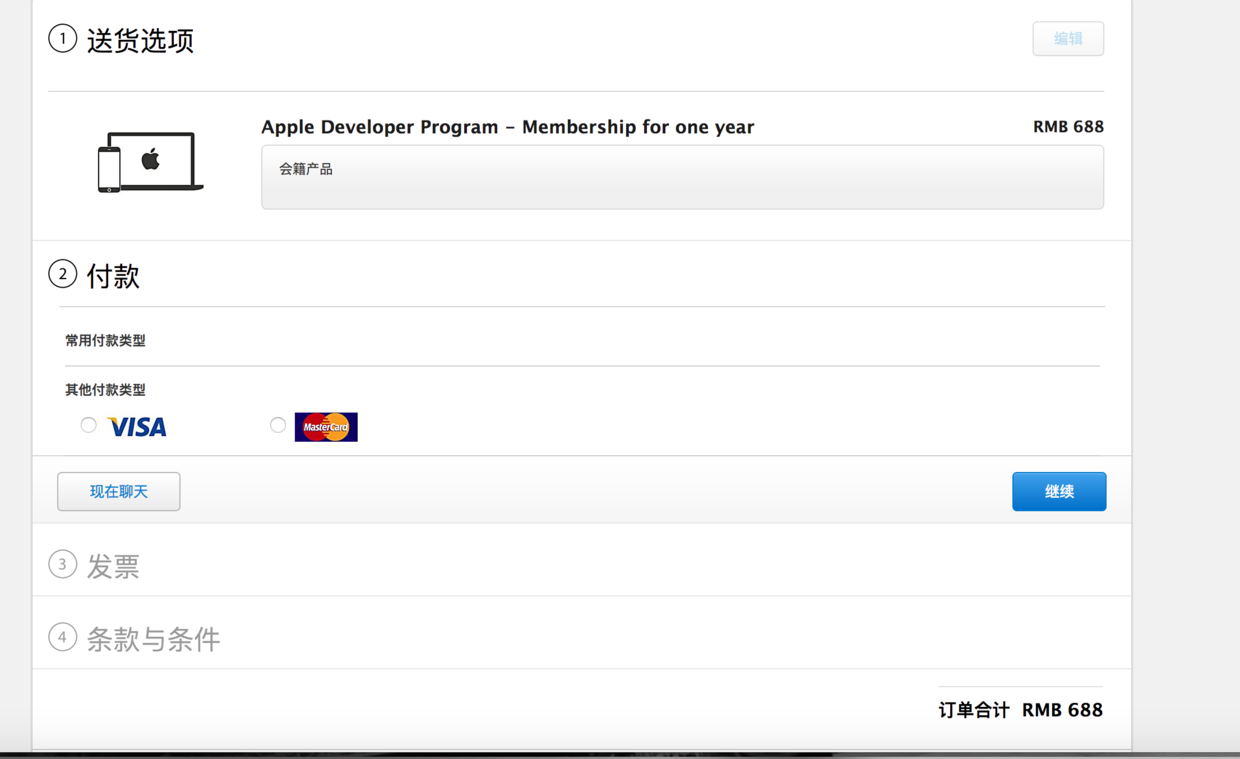 1 送货选项
编辑
Apple Developer Program – Membership for one year
RMB 688
会籍产品
2 付款
常用付款类型
其他付款类型
VISA
MasterCard
现在聊天
继续
3 发票
4 条款与条件
订单合计 RMB 688